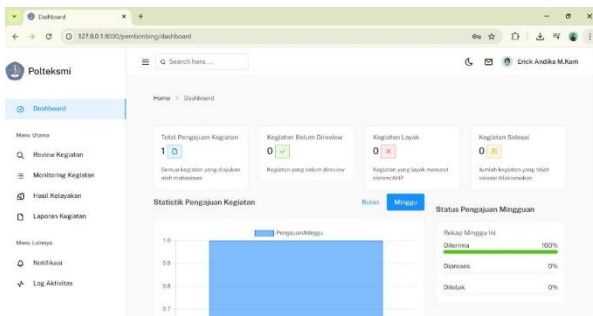 Dashboard
127.0.0.1:8000/pembimbing/dashboard
Polteksmi
Search here....
Erick Andika M.Kom
Home > Dashboard
Dashboard
Menu Utama
Review Kegiatan
Monitoring Kegiatan
Hasil Kelayakan
Laporan Kegiatan
Menu Lainnya
Notifikasi
Log Aktivitas
Total Pengajuan Kegiatan
1
Semua kegiatan yang diajukan
oleh mahasiswa
Kegiatan Belum Direview
0
Kegiatan yang belum direview
Kegiatan Layak
0
Kegiatan yang layak menurut
sistem AHP
Kegiatan Selesai
0
Jumlah kegiatan yang telah
selesai dilaksanakan
Statistik Pengajuan Kegiatan
Bulan Minggu
Pengajuan/Minggu
1.0
0.9
0.8
0.7
Status Pengajuan Mingguan
Rekap Minggu Ini
Diterima 100%
Diproses 0%
Ditolak 0%